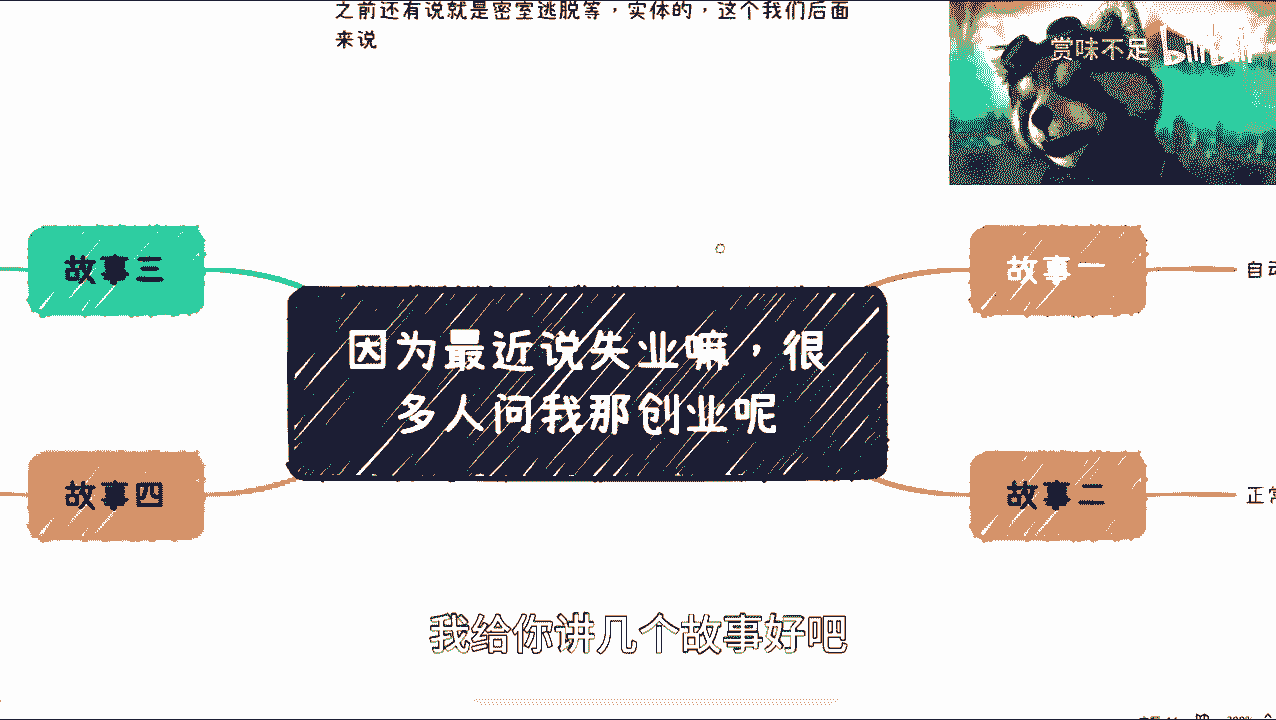 之前还有说就是密室逃脱等，实体的，这个我们后面
来说
赏味不足 bilibili
故事三
故事一
自动
因为最近说失业嘛，很
多人问我那创业呢
故事四
故事二
正常
我给你讲几个故事好吧